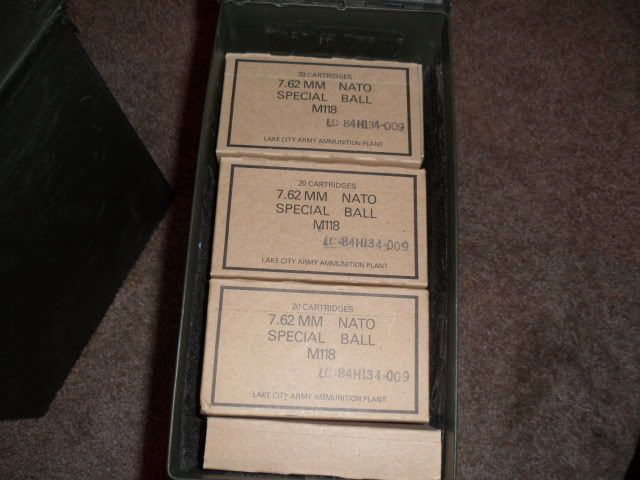 20 CARTRIDGES
7.62 MM NATO
SPECIAL BALL
M118
LC-84H134-009
LAKE CITY ARMY AMMUNITION PLANT
20 CARTRIDGES
7.62 MM NATO
SPECIAL BALL
M118
LC-84H134-009
LAKE CITY ARMY AMMUNITION PLANT
20 CARTRIDGES
7.62 MM NATO
SPECIAL BALL
M118
LC-84H134-009
LAKE CITY ARMY AMMUNITION PLANT